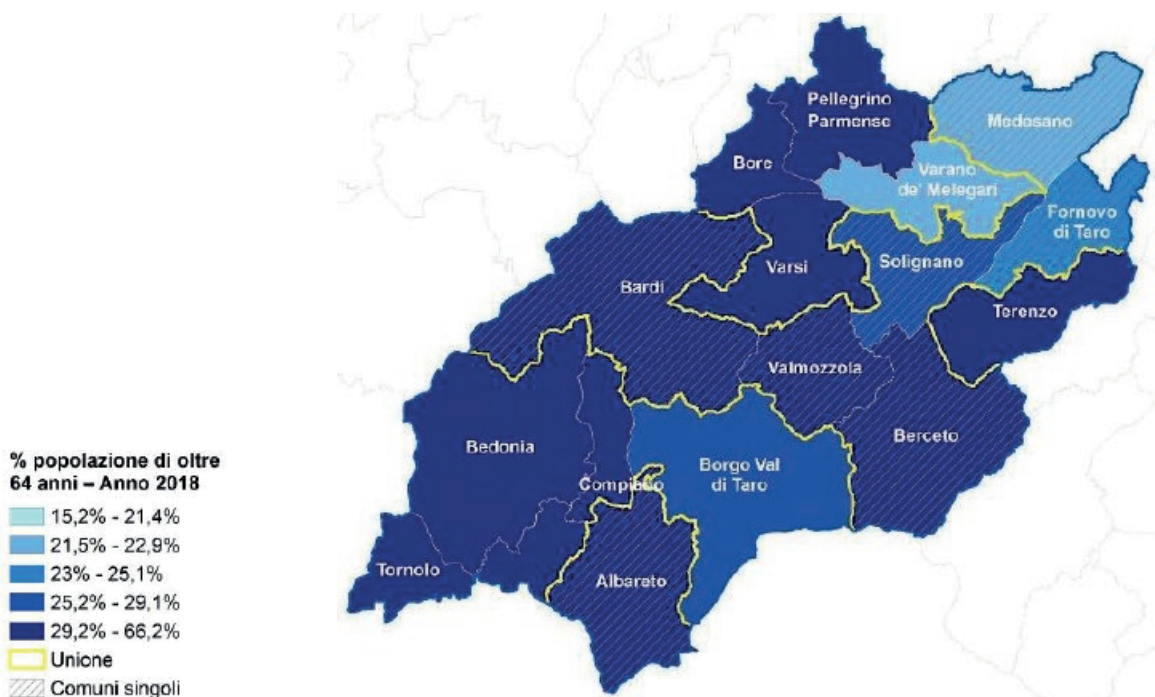 Pellegrino
Parmense
Medesano
Bore
Varano
de' Melegari
Fornovo
di Taro
Varsi
Solignano
Bardi
Terenzo
Valmozzola
Bedonia
Berceto
Borgo Val
di Taro
Compiano
Tornolo
Albareto
% popolazione di oltre
64 anni – Anno 2018
15,2% - 21,4%
21,5% - 22,9%
23% - 25,1%
25,2% - 29,1%
29,2% - 66,2%
Unione
Comuni singoli